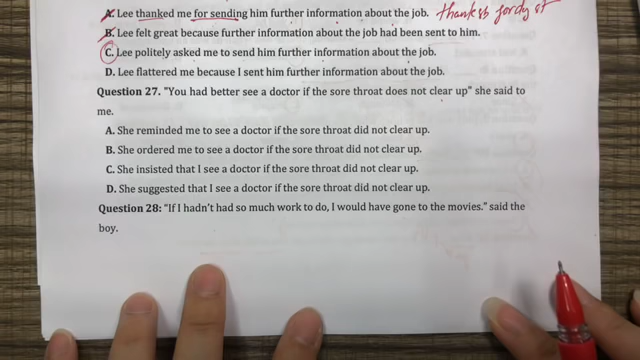 A. Lee thanked me for sending him further information about the job. thank sb for doing st
B. Lee felt great because further information about the job had been sent to him.
C. Lee politely asked me to send him further information about the job.
D. Lee flattered me because I sent him further information about the job.
Question 27. "You had better see a doctor if the sore throat does not clear up" she said to
me.
A. She reminded me to see a doctor if the sore throat did not clear up.
B. She ordered me to see a doctor if the sore throat did not clear up.
C. She insisted that I see a doctor if the sore throat did not clear up.
D. She suggested that I see a doctor if the sore throat did not clear up.
Question 28: “If I hadn’t had so much work to do, I would have gone to the movies.” said the
boy.